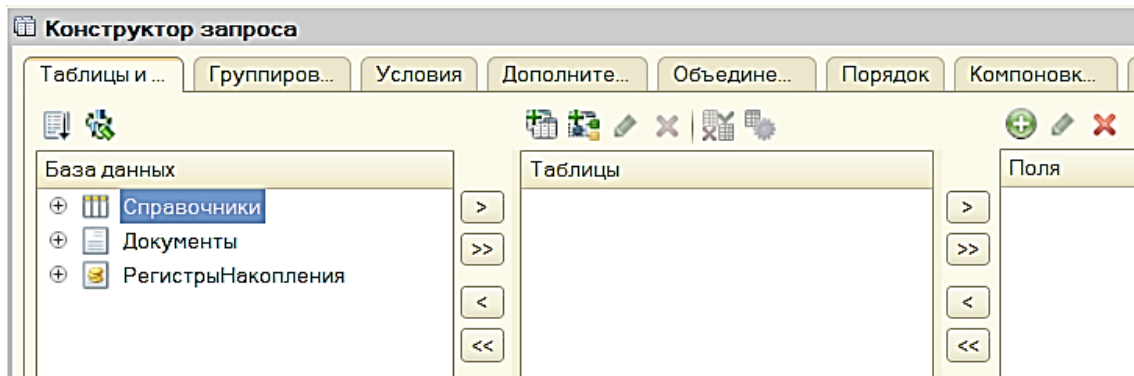 Конструктор запроса
Таблицы и ... Группиров... Условия Дополните... Объедине... Порядок Компоновк...
База данных Таблицы Поля
Справочники > >
Документы >> >>
РегистрыНакопления
< <
<< <<